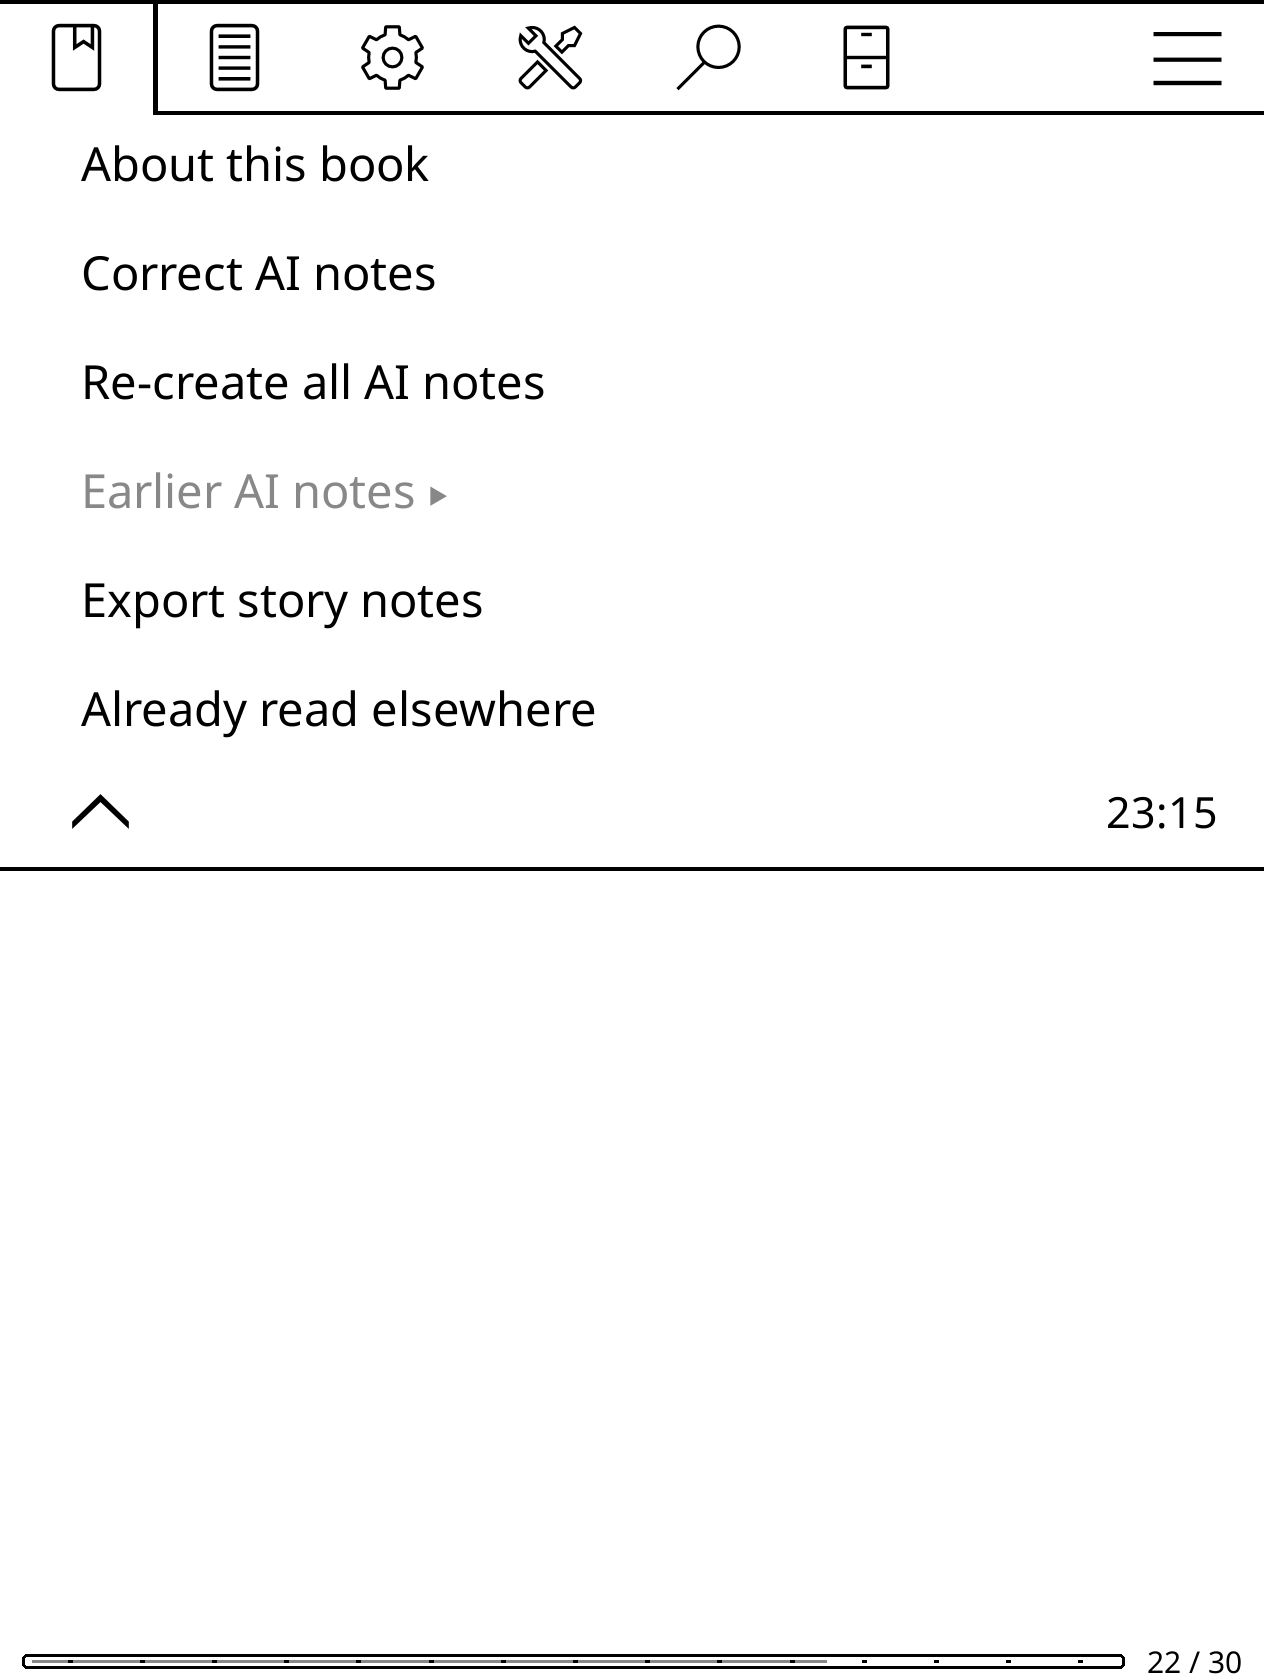 About this book
Correct AI notes
Re-create all AI notes
Earlier AI notes ▸
Export story notes
Already read elsewhere
23:15
22 / 30